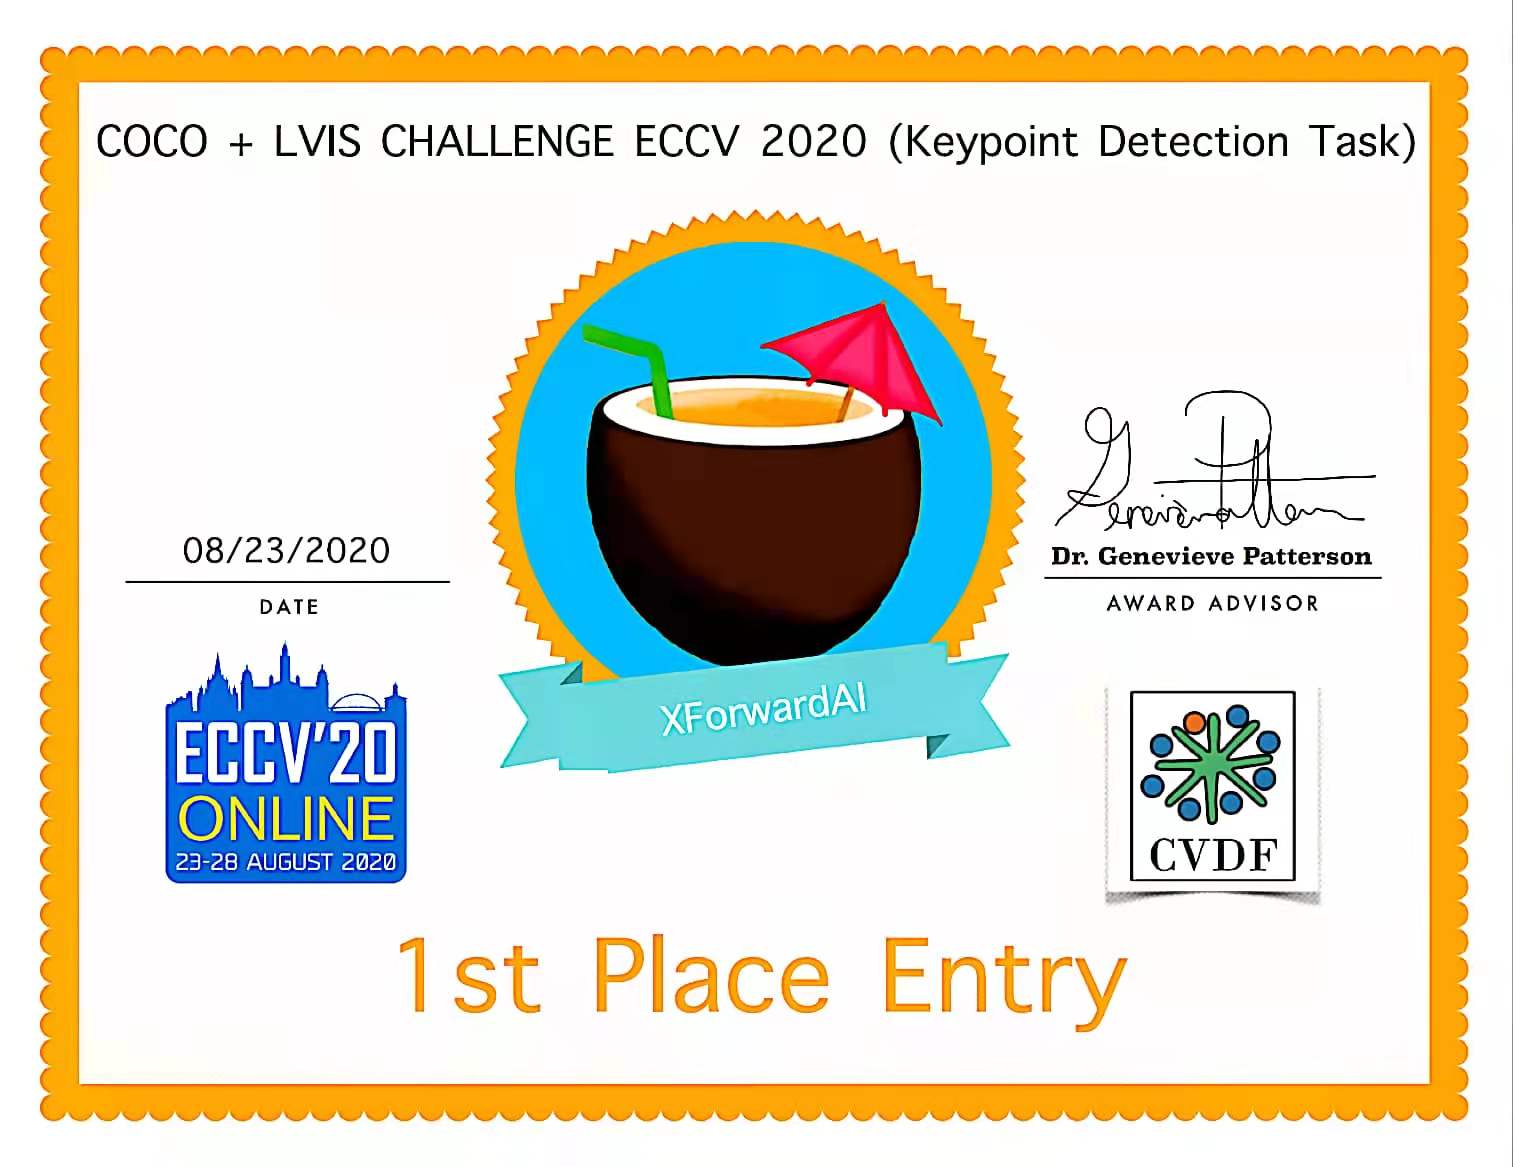 COCO + LVIS CHALLENGE ECCV 2020 (Keypoint Detection Task)
08/23/2020
DATE
Dr. Genevieve Patterson
AWARD ADVISOR
XForwardAI
ECCV'20
ONLINE
23-28 AUGUST 2020
CVDF
1st Place Entry